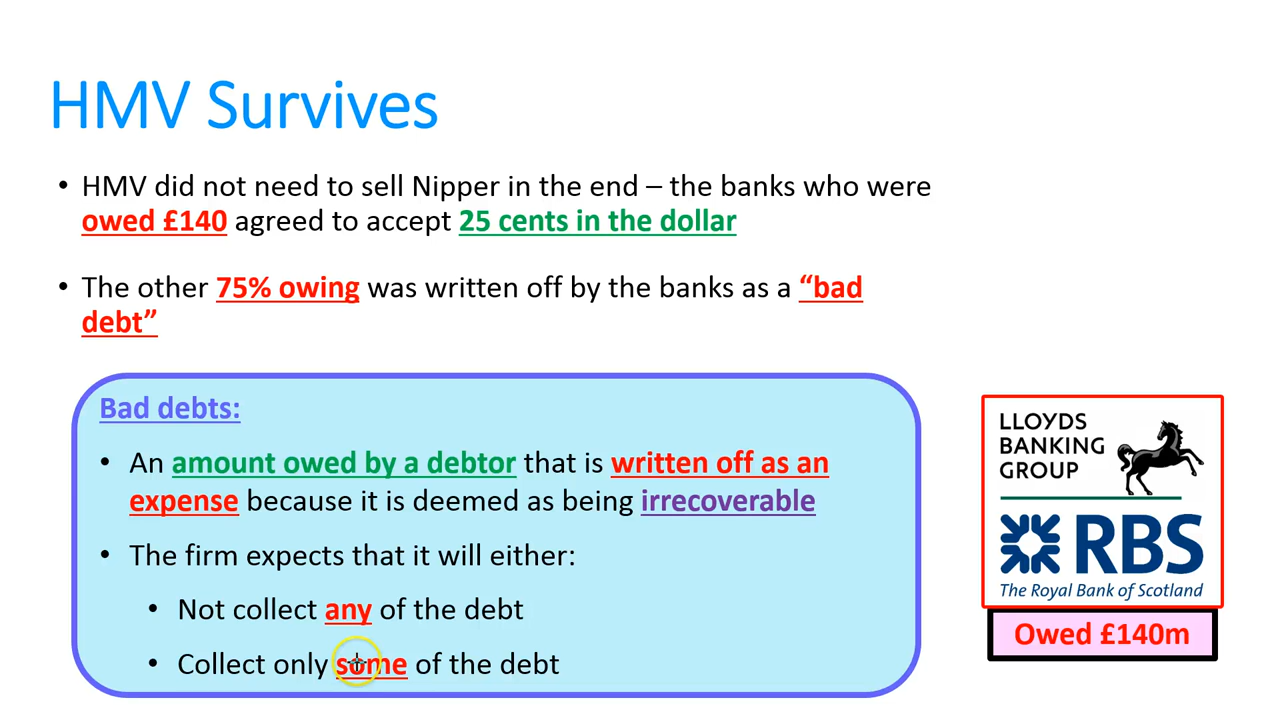 HMV Survives
• HMV did not need to sell Nipper in the end – the banks who were
owed £140 agreed to accept 25 cents in the dollar
• The other 75% owing was written off by the banks as a “bad
debt”
Bad debts:
• An amount owed by a debtor that is written off as an
expense because it is deemed as being irrecoverable
• The firm expects that it will either:
• Not collect any of the debt
• Collect only some of the debt
LLOYDS
BANKING
GROUP
RBS
The Royal Bank of Scotland
Owed £140m